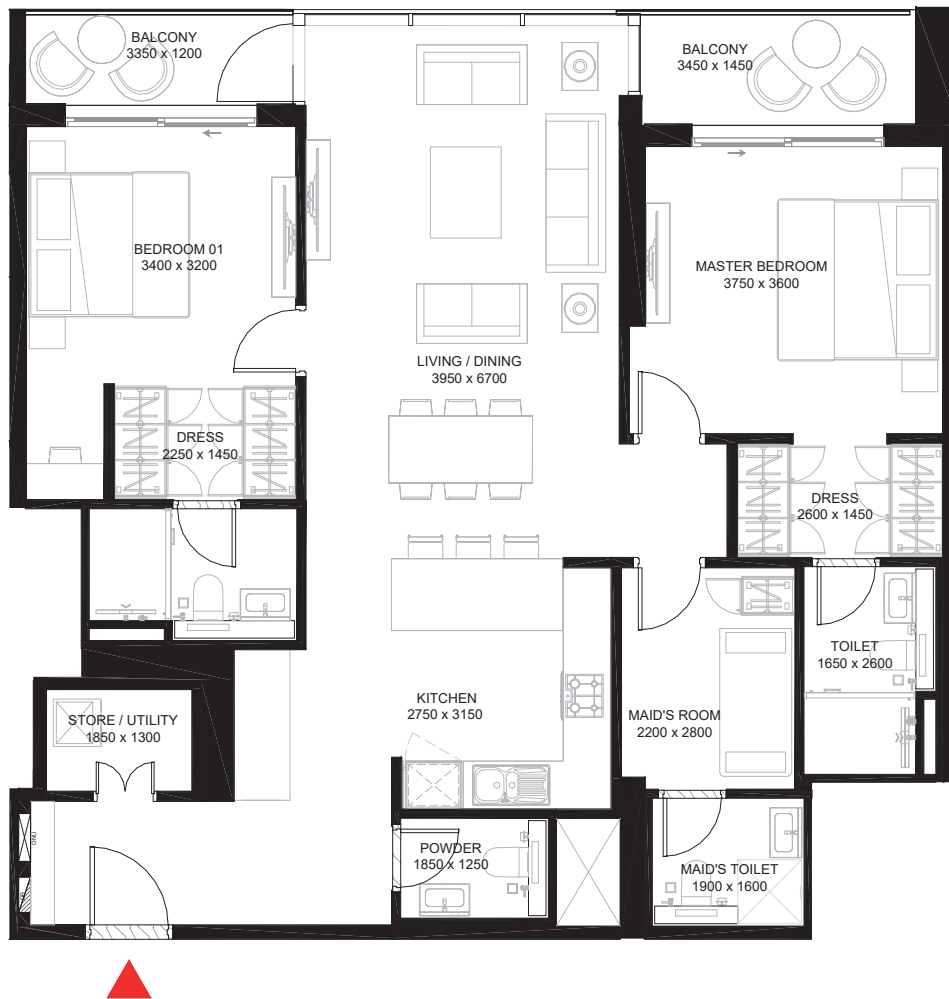 BALCONY
3350 x 1200
BALCONY
3450 x 1450
BEDROOM 01
3400 x 3200
MASTER BEDROOM
3750 x 3600
LIVING / DINING
3950 x 6700
DRESS
2250 x 1450
DRESS
2600 x 1450
TOILET
1650 x 2600
KITCHEN
2750 x 3150
MAID'S ROOM
2200 x 2800
STORE / UTILITY
1850 x 1300
POWDER
1850 x 1250
MAID'S TOILET
1900 x 1600